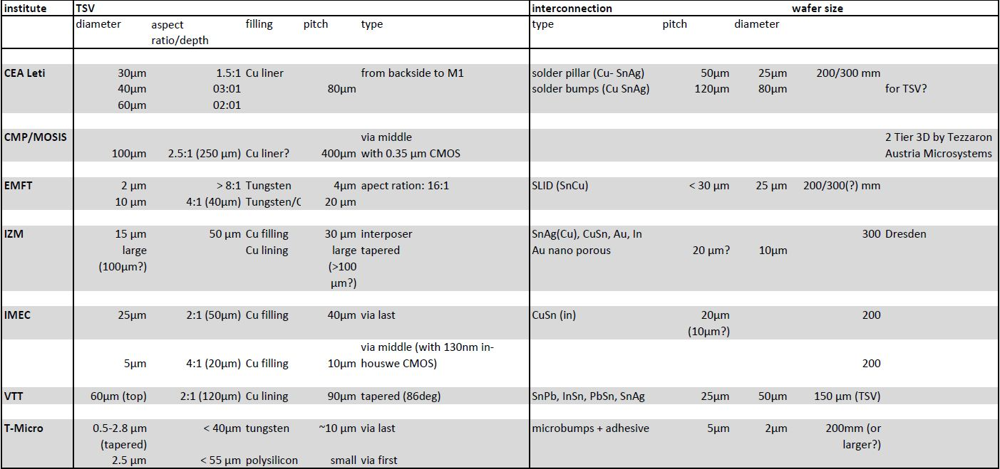 institute TSV interconnection wafer size
diameter aspect filling pitch type type pitch diameter
ratio/depth
CEA Leti 30µm 1.5:1 Cu liner from backside to M1 solder pillar (Cu- SnAg) 50µm 25µm 200/300 mm
40µm 03:01 80µm solder bumps (Cu SnAg) 120µm 80µm for TSV?
60µm 02:01
CMP/MOSIS via middle 2 Tier 3D by Tezzaron
100µm 2.5:1 (250 µm) Cu liner? 400µm with 0.35 µm CMOS Austria Microsystems
EMFT 2 µm > 8:1 Tungsten 4µm apect ration: 16:1 SLID (SnCu) < 30 µm 25 µm 200/300(?) mm
10 µm 4:1 (40µm) Tungsten/C 20 µm
IZM 15 µm 50 µm Cu filling 30 µm interposer SnAg(Cu), CuSn, Au, In 300 Dresden
large Cu lining large tapered Au nano porous 20 µm? 10µm
(100µm?) (>100
µm?)
IMEC 25µm 2:1 (50µm) Cu filling 40µm via last CuSn (in) 20µm 200
(10µm?)
via middle (with 130nm in-
5µm 4:1 (20µm) Cu filling 10µm houswe CMOS) 200
VTT 60µm (top) 2:1 (120µm) Cu lining 90µm tapered (86deg) SnPb, InSn, PbSn, SnAg 25µm 50µm 150 µm (TSV)
T-Micro 0.5-2.8 µm < 40µm tungsten ~10 µm via last microbumps + adhesive 5µm 2µm 200mm (or
(tapered) larger?)
2.5 µm < 55 µm polysilicon small via first